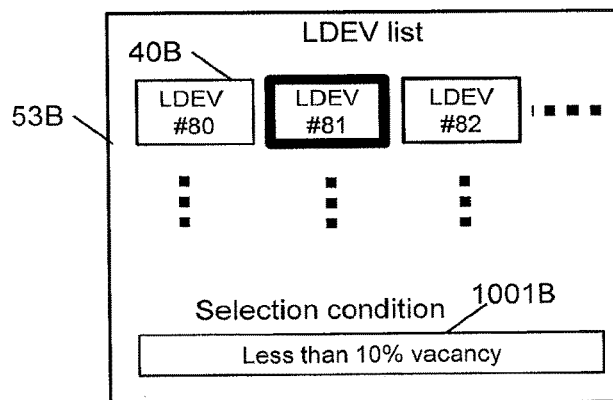 LDEV list
40B
53B
LDEV #80
LDEV #81
LDEV #82
Selection condition
1001B
Less than 10% vacancy